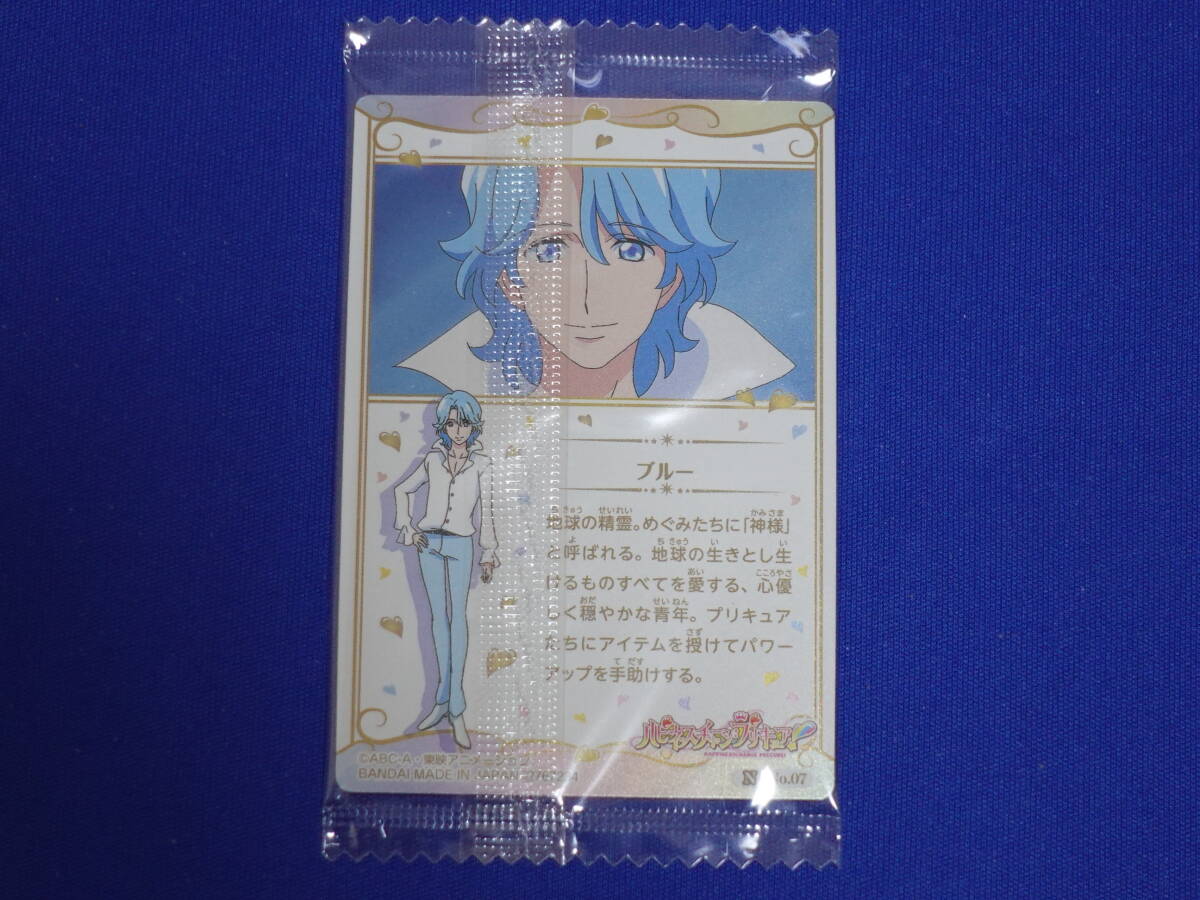 ブルー
地球の精霊。めぐみたちに「神様」
と呼ばれる。地球の生きとし生
けるものすべてを愛する、心優
しく穏やかな青年。プリキュア
たちにアイテムを授けてパワー
アップを手助けする。
ハピネスチャージプリキュア!
HAPPINESSCHARGE PRECURE!
©ABC-A・東映アニメーション
BANDAI MADE IN JAPAN
N No.07